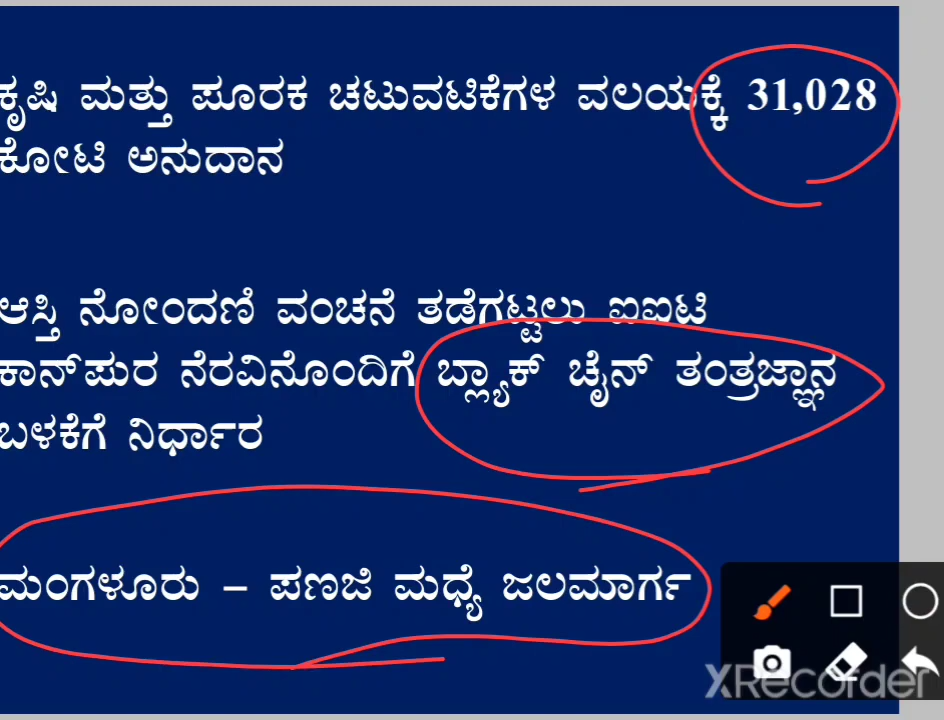 ಕೃಷಿ ಮತ್ತು ಪೂರಕ ಚಟುವಟಿಕೆಗಳ ವಲಯಕ್ಕೆ 31,028
ಕೋಟಿ ಅನುದಾನ
ಆಸ್ತಿ ನೋಂದಣಿ ವಂಚನೆ ತಡೆಗಟ್ಟಲು ಐಐಟಿ
ಕಾನ್‌ಪುರ ನೆರವಿನೊಂದಿಗೆ ಬ್ಲ್ಯಾಕ್ ಚೈನ್ ತಂತ್ರಜ್ಞಾನ
ಬಳಕೆಗೆ ನಿರ್ಧಾರ
ಮಂಗಳೂರು – ಪಣಜಿ ಮಧ್ಯೆ ಜಲಮಾರ್ಗ
XRecorder